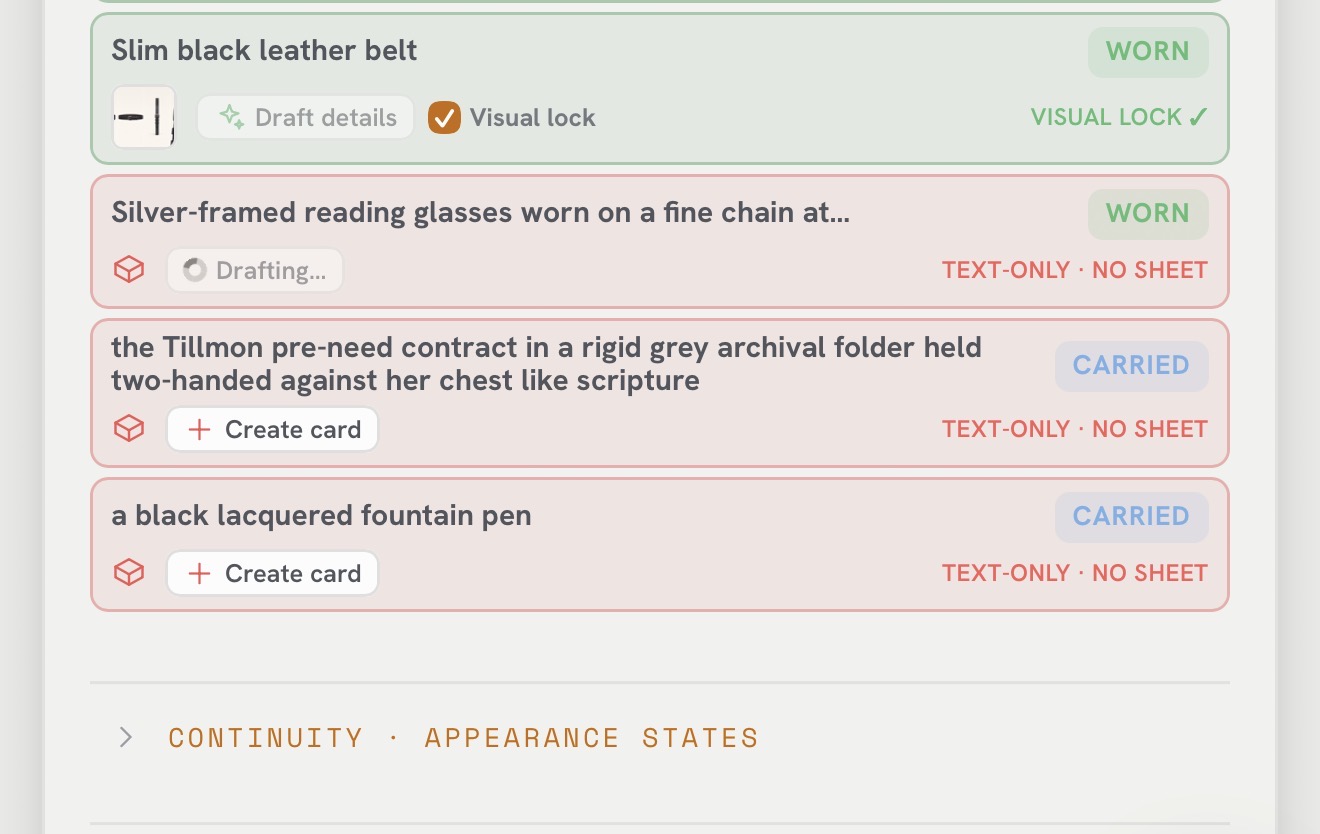 Slim black leather belt
WORN
Draft details
Visual lock
VISUAL LOCK ✓
Silver-framed reading glasses worn on a fine chain at...
WORN
Drafting...
TEXT-ONLY · NO SHEET
the Tillmon pre-need contract in a rigid grey archival folder held
two-handed against her chest like scripture
CARRIED
Create card
TEXT-ONLY · NO SHEET
a black lacquered fountain pen
CARRIED
Create card
TEXT-ONLY · NO SHEET
CONTINUITY · APPEARANCE STATES